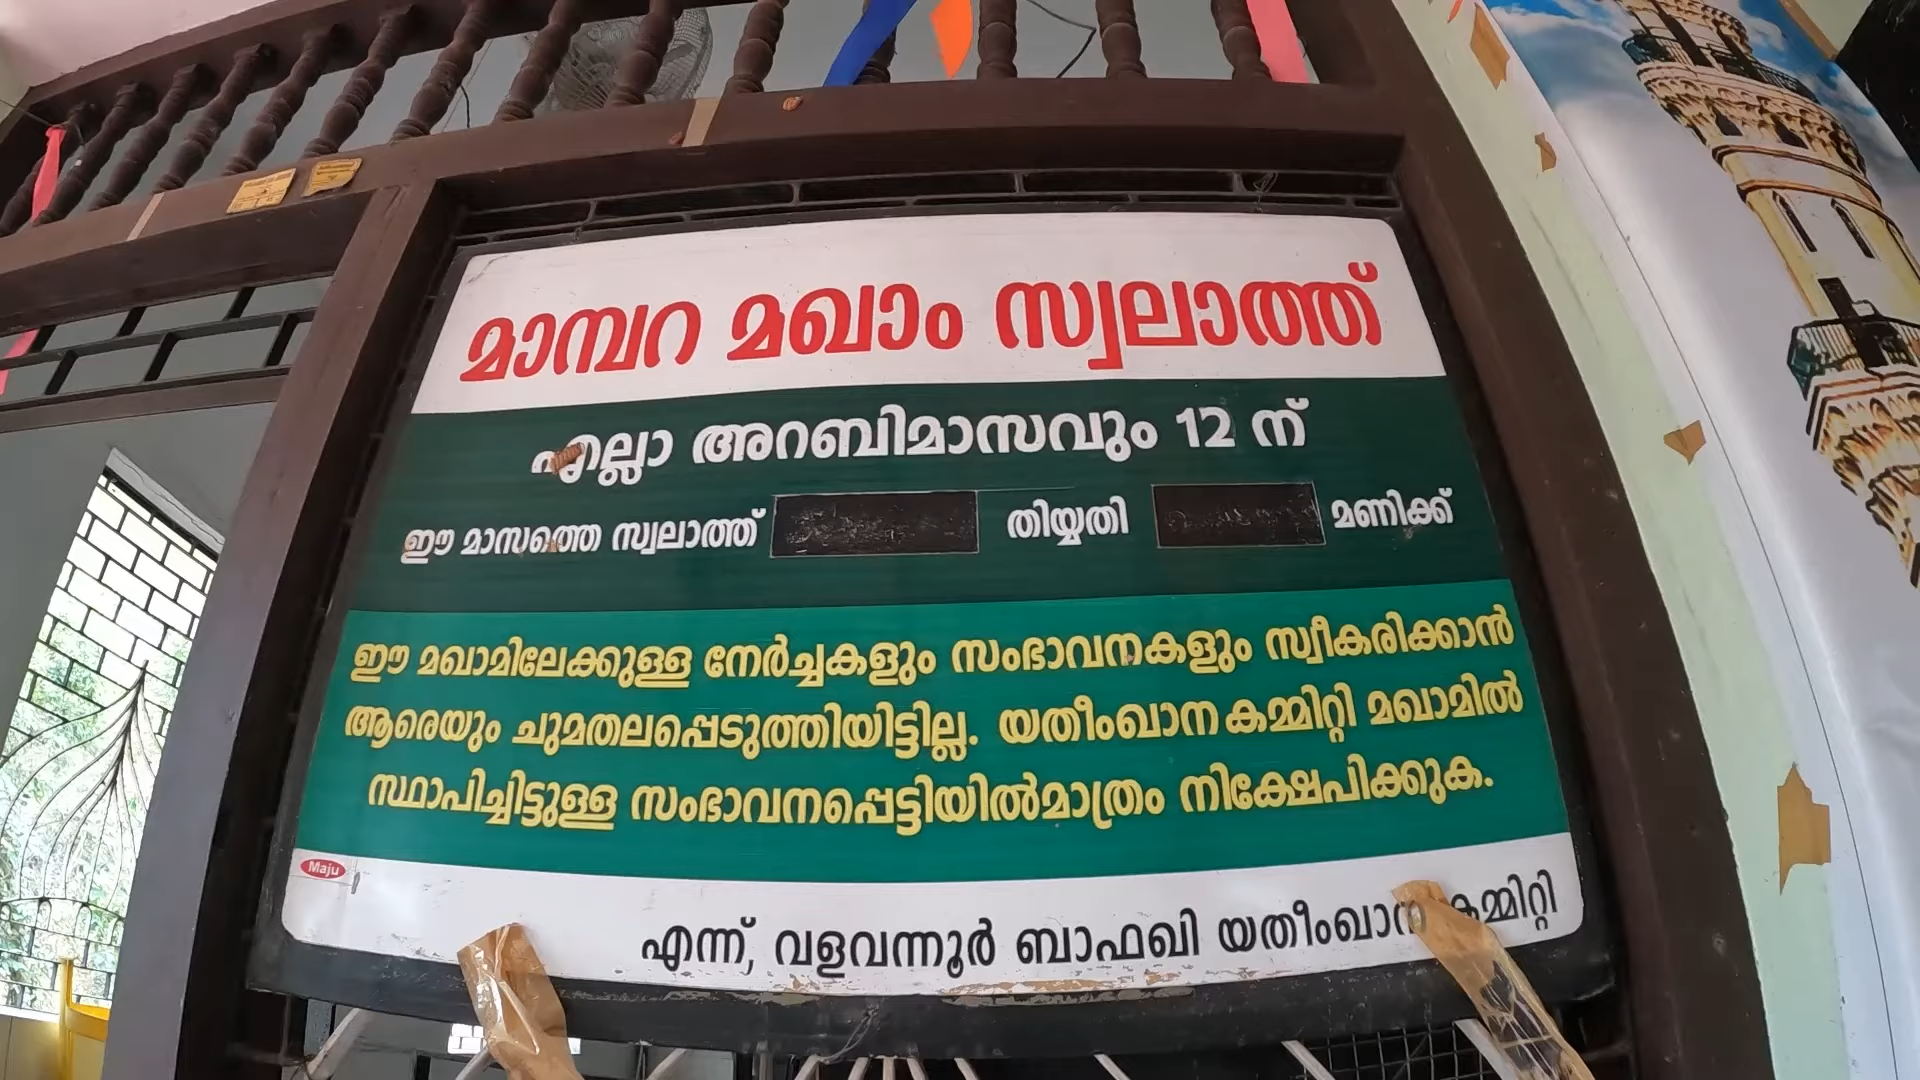 മാമ്പറ മഖാം സ്വലാത്ത്
എല്ലാ അറബിമാസവും 12 ന്
ഈ മാസത്തെ സ്വലാത്ത് തിയ്യതി മണിക്ക്
ഈ മഖാമിലേക്കുള്ള നേർച്ചകളും സംഭാവനകളും സ്വീകരിക്കാൻ
ആരെയും ചുമതലപ്പെടുത്തിയിട്ടില്ല. യതീംഖാന കമ്മിറ്റി മഖാമിൽ
സ്ഥാപിച്ചിട്ടുള്ള സംഭാവനപ്പെട്ടിയിൽമാത്രം നിക്ഷേപിക്കുക.
Maju
എന്ന്, വളവന്നൂർ ബാഫഖി യതീംഖാന കമ്മിറ്റി